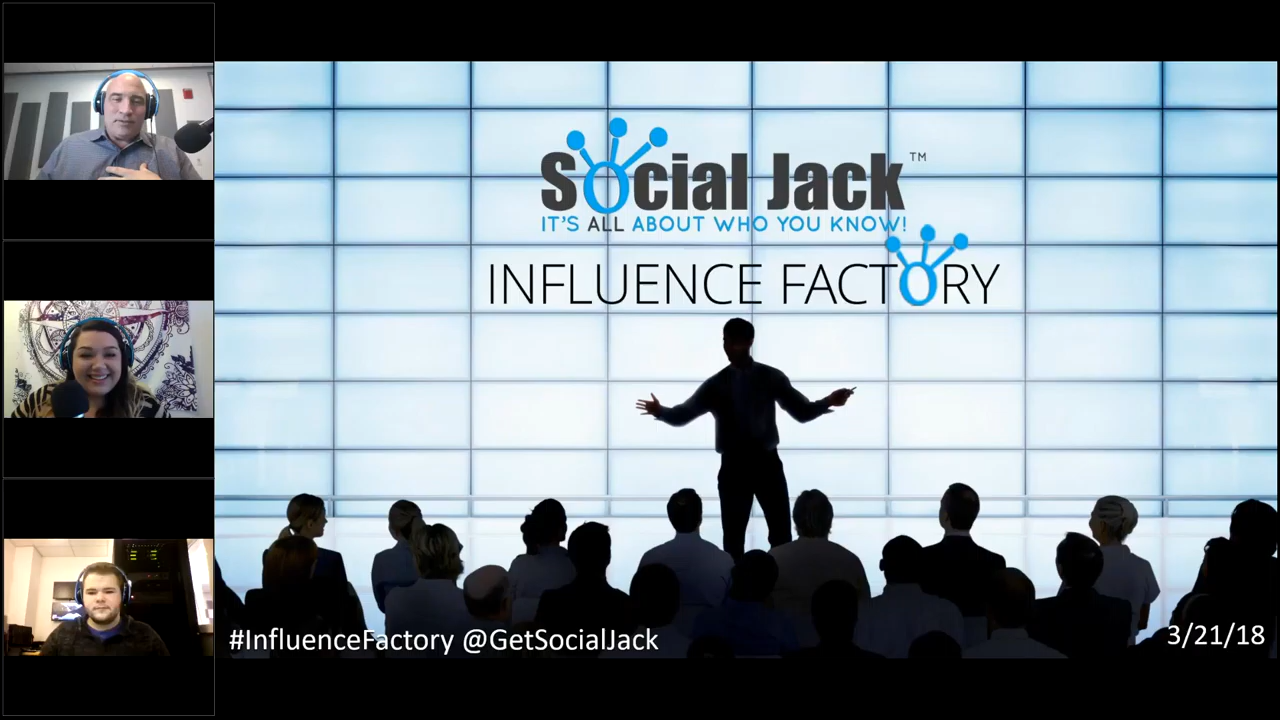 Social Jack™
IT'S ALL ABOUT WHO YOU KNOW!
INFLUENCE FACTORY
#InfluenceFactory @GetSocialJack
3/21/18